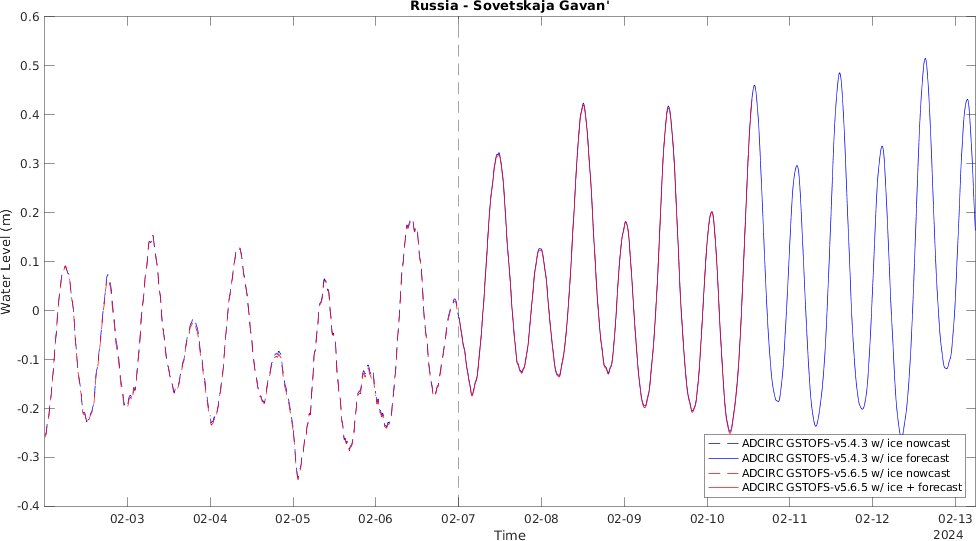 Russia - Sovetskaja Gavan'
0.6
0.5
0.4
0.3
0.2
0.1
0
-0.1
-0.2
-0.3
-0.4
Water Level (m)
ADCIRC GSTOFS-v5.4.3 w/ ice nowcast
ADCIRC GSTOFS-v5.4.3 w/ ice forecast
ADCIRC GSTOFS-v5.6.5 w/ ice nowcast
ADCIRC GSTOFS-v5.6.5 w/ ice + forecast
02-03 02-04 02-05 02-06 02-07 02-08 02-09 02-10 02-11 02-12 02-13
Time
2024